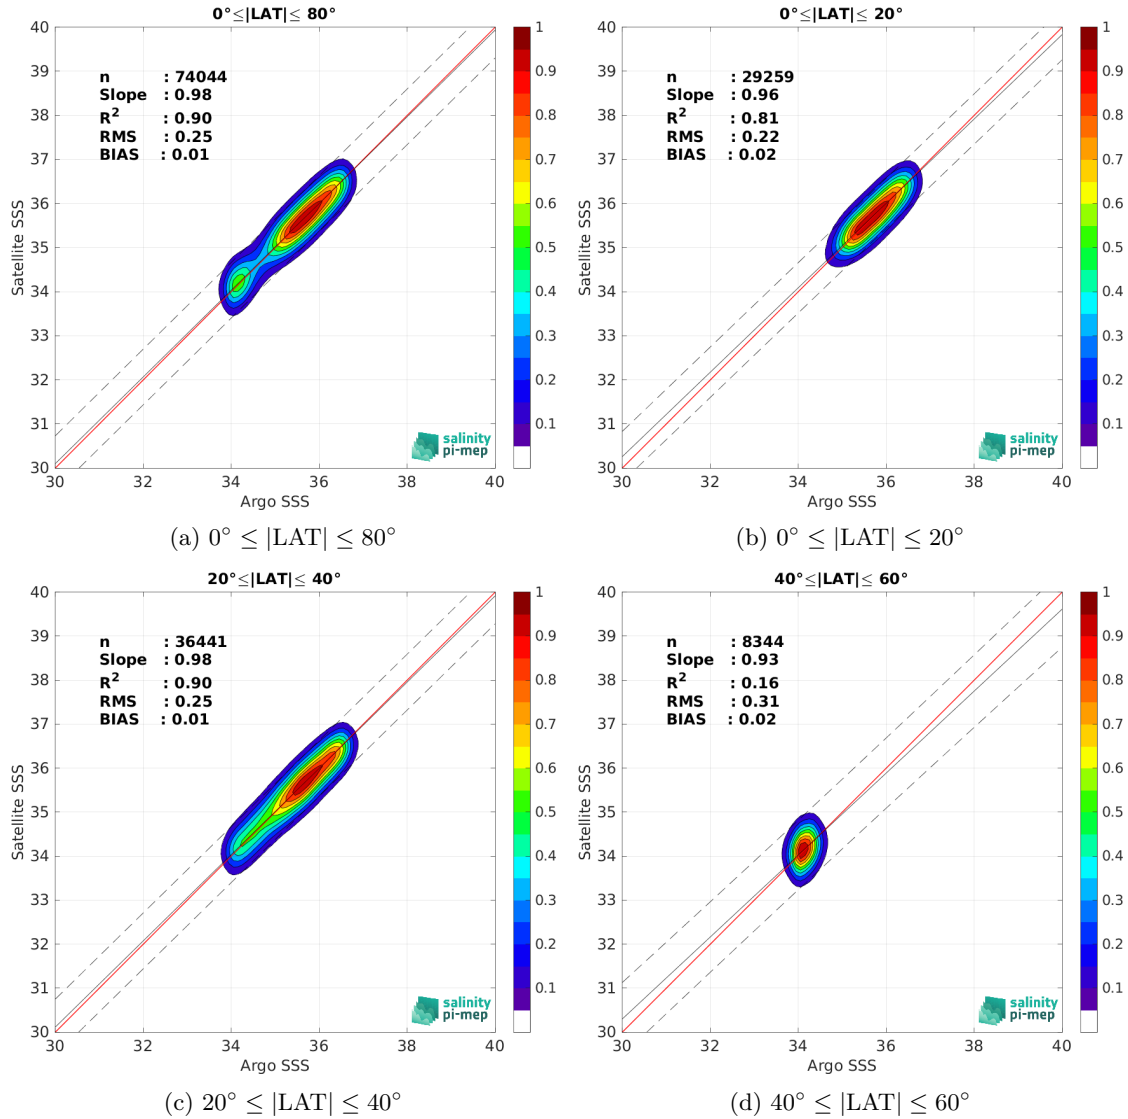 0°≤|LAT|≤ 80°
n : 74044
Slope : 0.98
R² : 0.90
RMS : 0.25
BIAS : 0.01
40
39
38
37
36
35
34
33
32
31
30
30 32 34 36 38 40
Satellite SSS
Argo SSS
1
0.9
0.8
0.7
0.6
0.5
0.4
0.3
0.2
0.1
salinity
pi-mep
(a) 0° ≤ |LAT| ≤ 80°
0°≤|LAT|≤ 20°
n : 29259
Slope : 0.96
R² : 0.81
RMS : 0.22
BIAS : 0.02
40
39
38
37
36
35
34
33
32
31
30
30 32 34 36 38 40
Satellite SSS
Argo SSS
1
0.9
0.8
0.7
0.6
0.5
0.4
0.3
0.2
0.1
salinity
pi-mep
(b) 0° ≤ |LAT| ≤ 20°
20°≤|LAT|≤ 40°
n : 36441
Slope : 0.98
R² : 0.90
RMS : 0.25
BIAS : 0.01
40
39
38
37
36
35
34
33
32
31
30
30 32 34 36 38 40
Satellite SSS
Argo SSS
1
0.9
0.8
0.7
0.6
0.5
0.4
0.3
0.2
0.1
salinity
pi-mep
(c) 20° ≤ |LAT| ≤ 40°
40°≤|LAT|≤ 60°
n : 8344
Slope : 0.93
R² : 0.16
RMS : 0.31
BIAS : 0.02
40
39
38
37
36
35
34
33
32
31
30
30 32 34 36 38 40
Satellite SSS
Argo SSS
1
0.9
0.8
0.7
0.6
0.5
0.4
0.3
0.2
0.1
salinity
pi-mep
(d) 40° ≤ |LAT| ≤ 60°